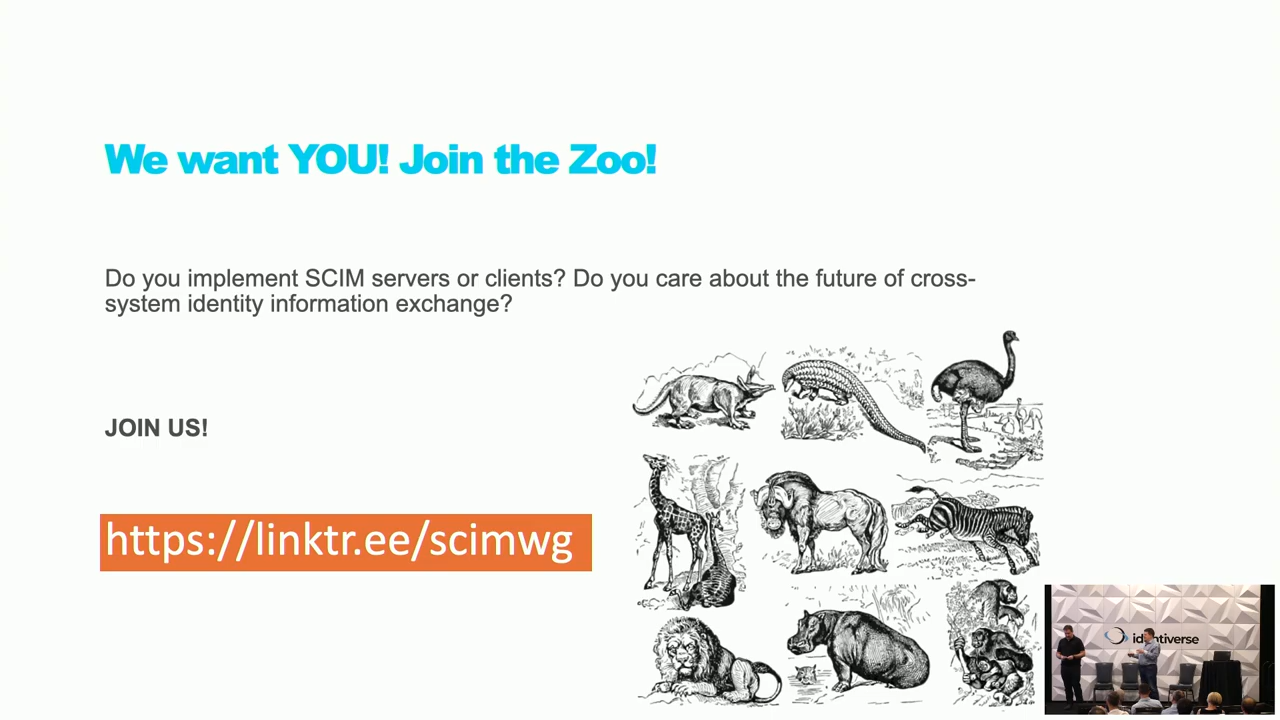 We want YOU! Join the Zoo!
Do you implement SCIM servers or clients? Do you care about the future of cross-
system identity information exchange?
JOIN US!
https://linktr.ee/scimwg
identiverse